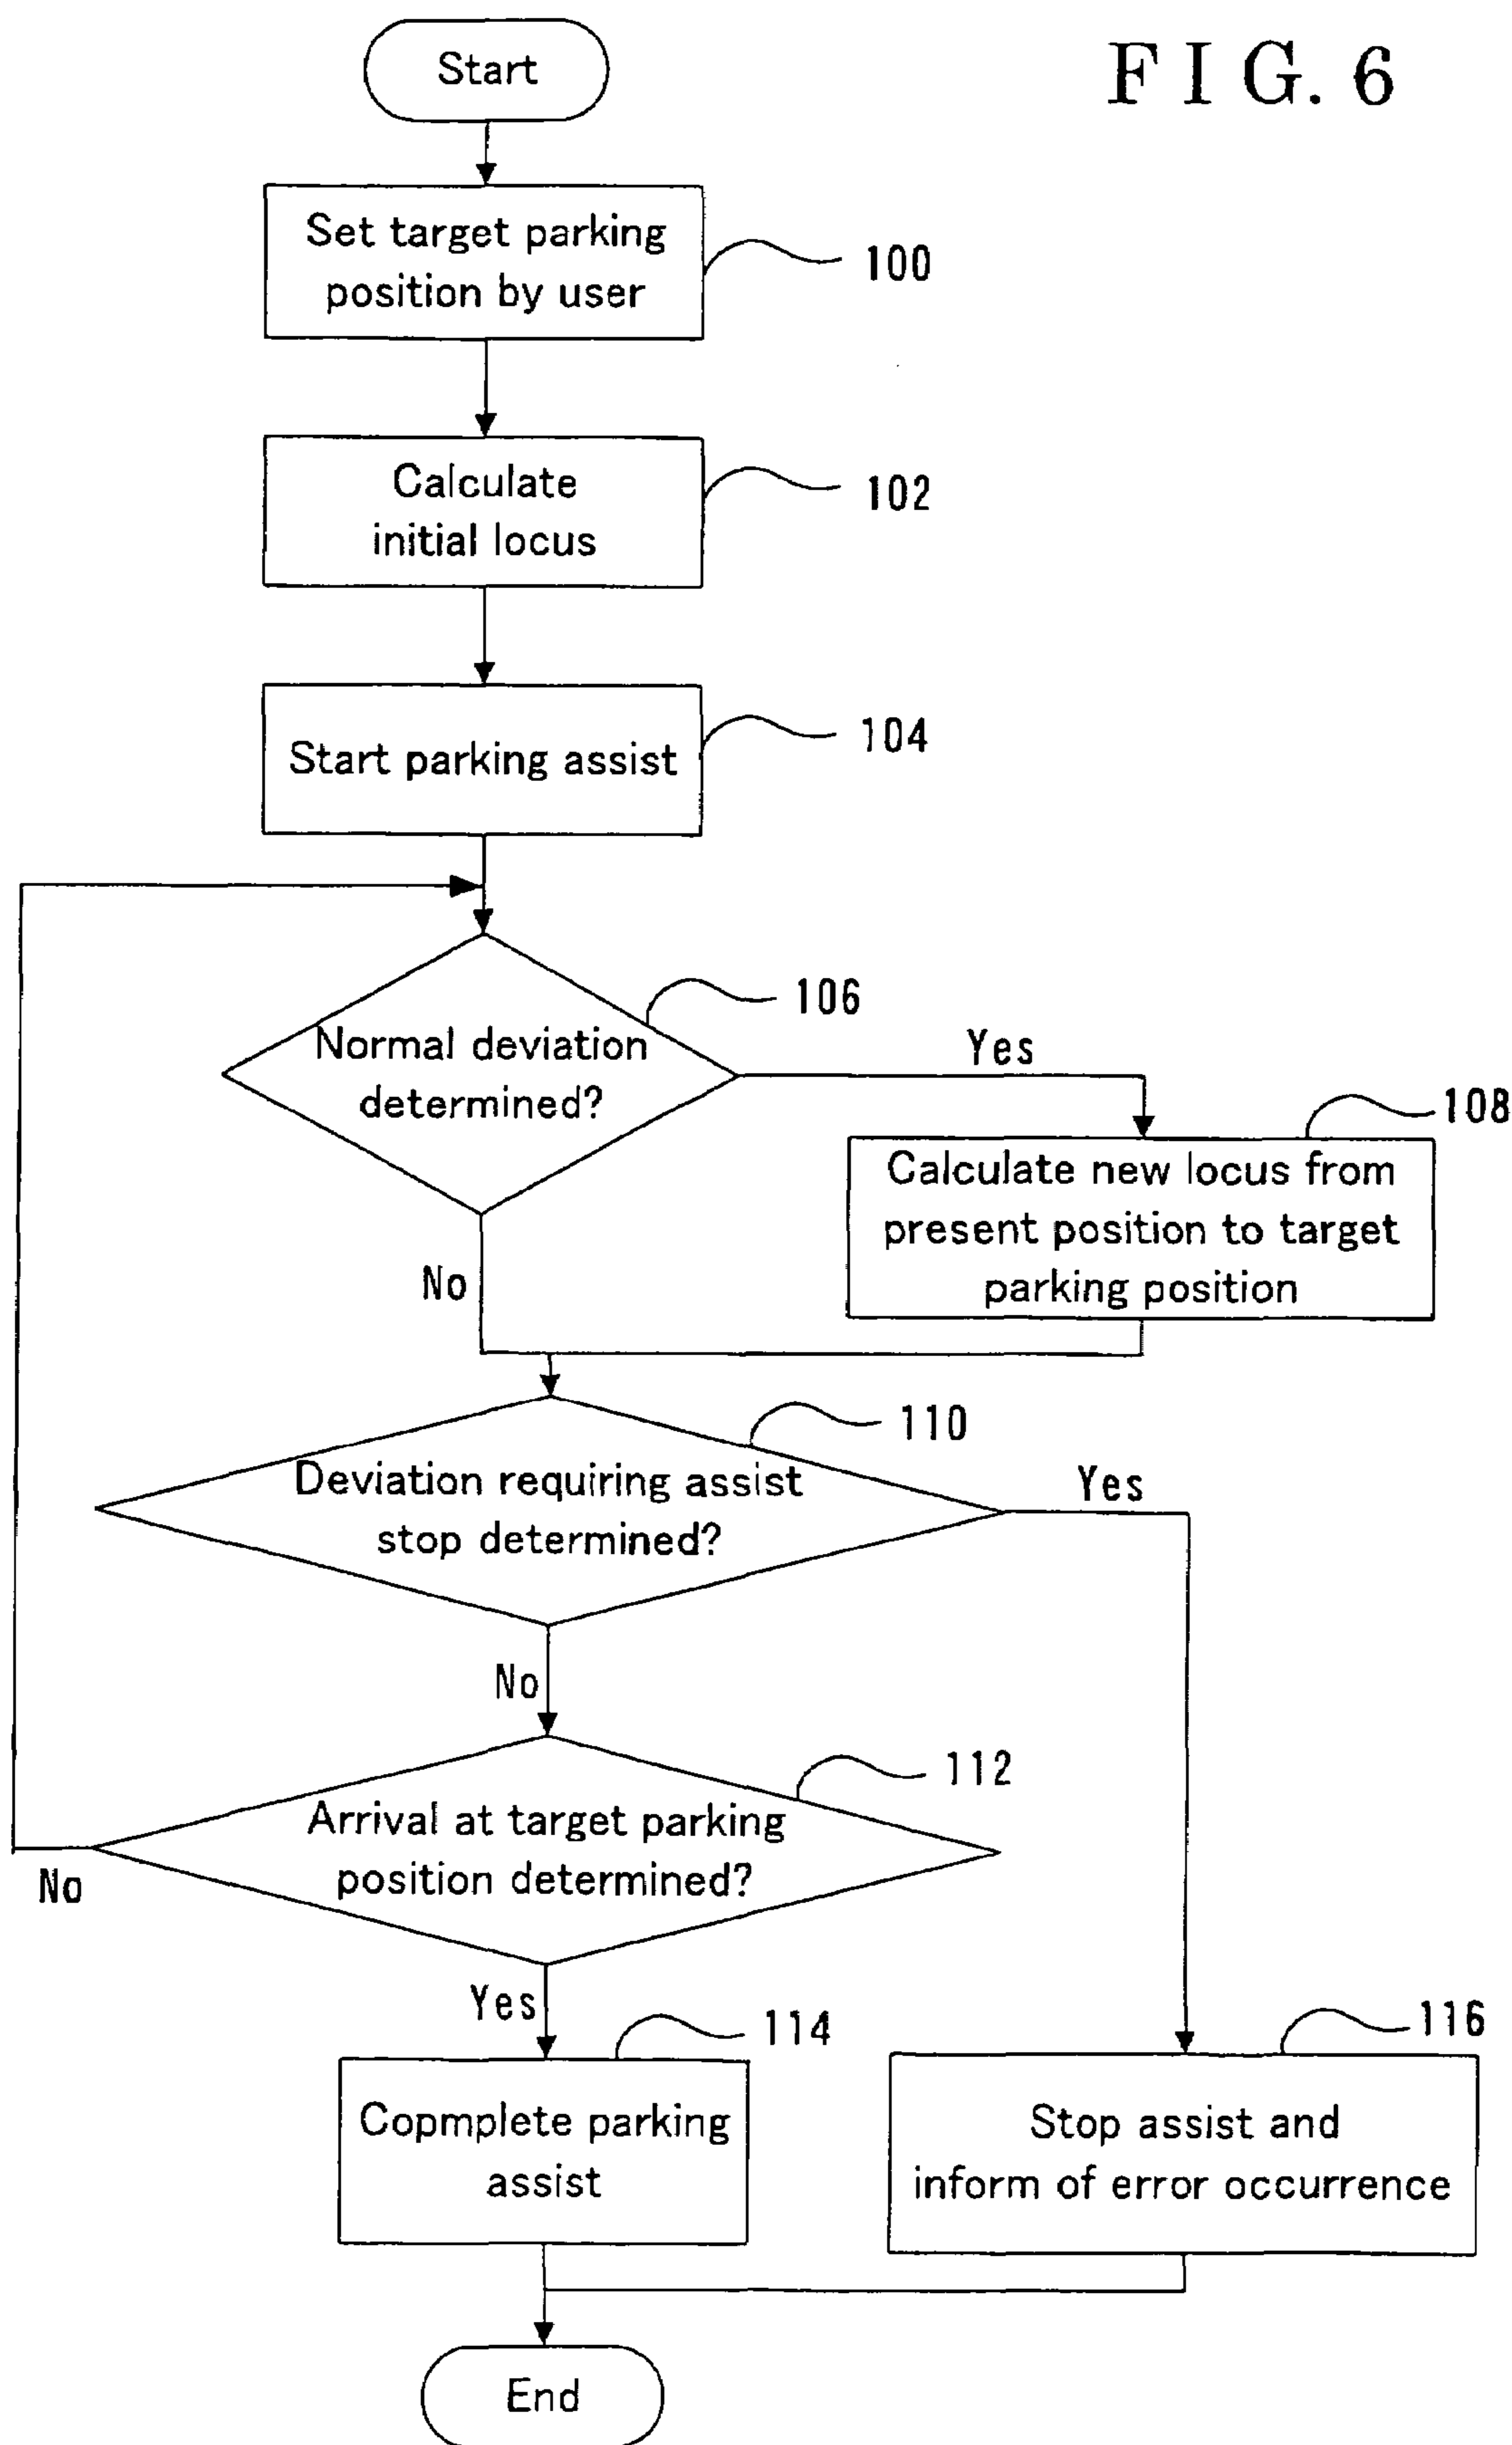 FIG. 6
Start
Set target parking
position by user
100
Calculate
initial locus
102
Start parking assist
104
Normal deviation
determined?
106
Yes
No
108
Calculate new locus from
present position to target
parking position
110
Deviation requiring assist
stop determined?
Yes
No
112
Arrival at target parking
position determined?
No
Yes
114
Copmplete parking
assist
116
Stop assist and
inform of error occurrence
End